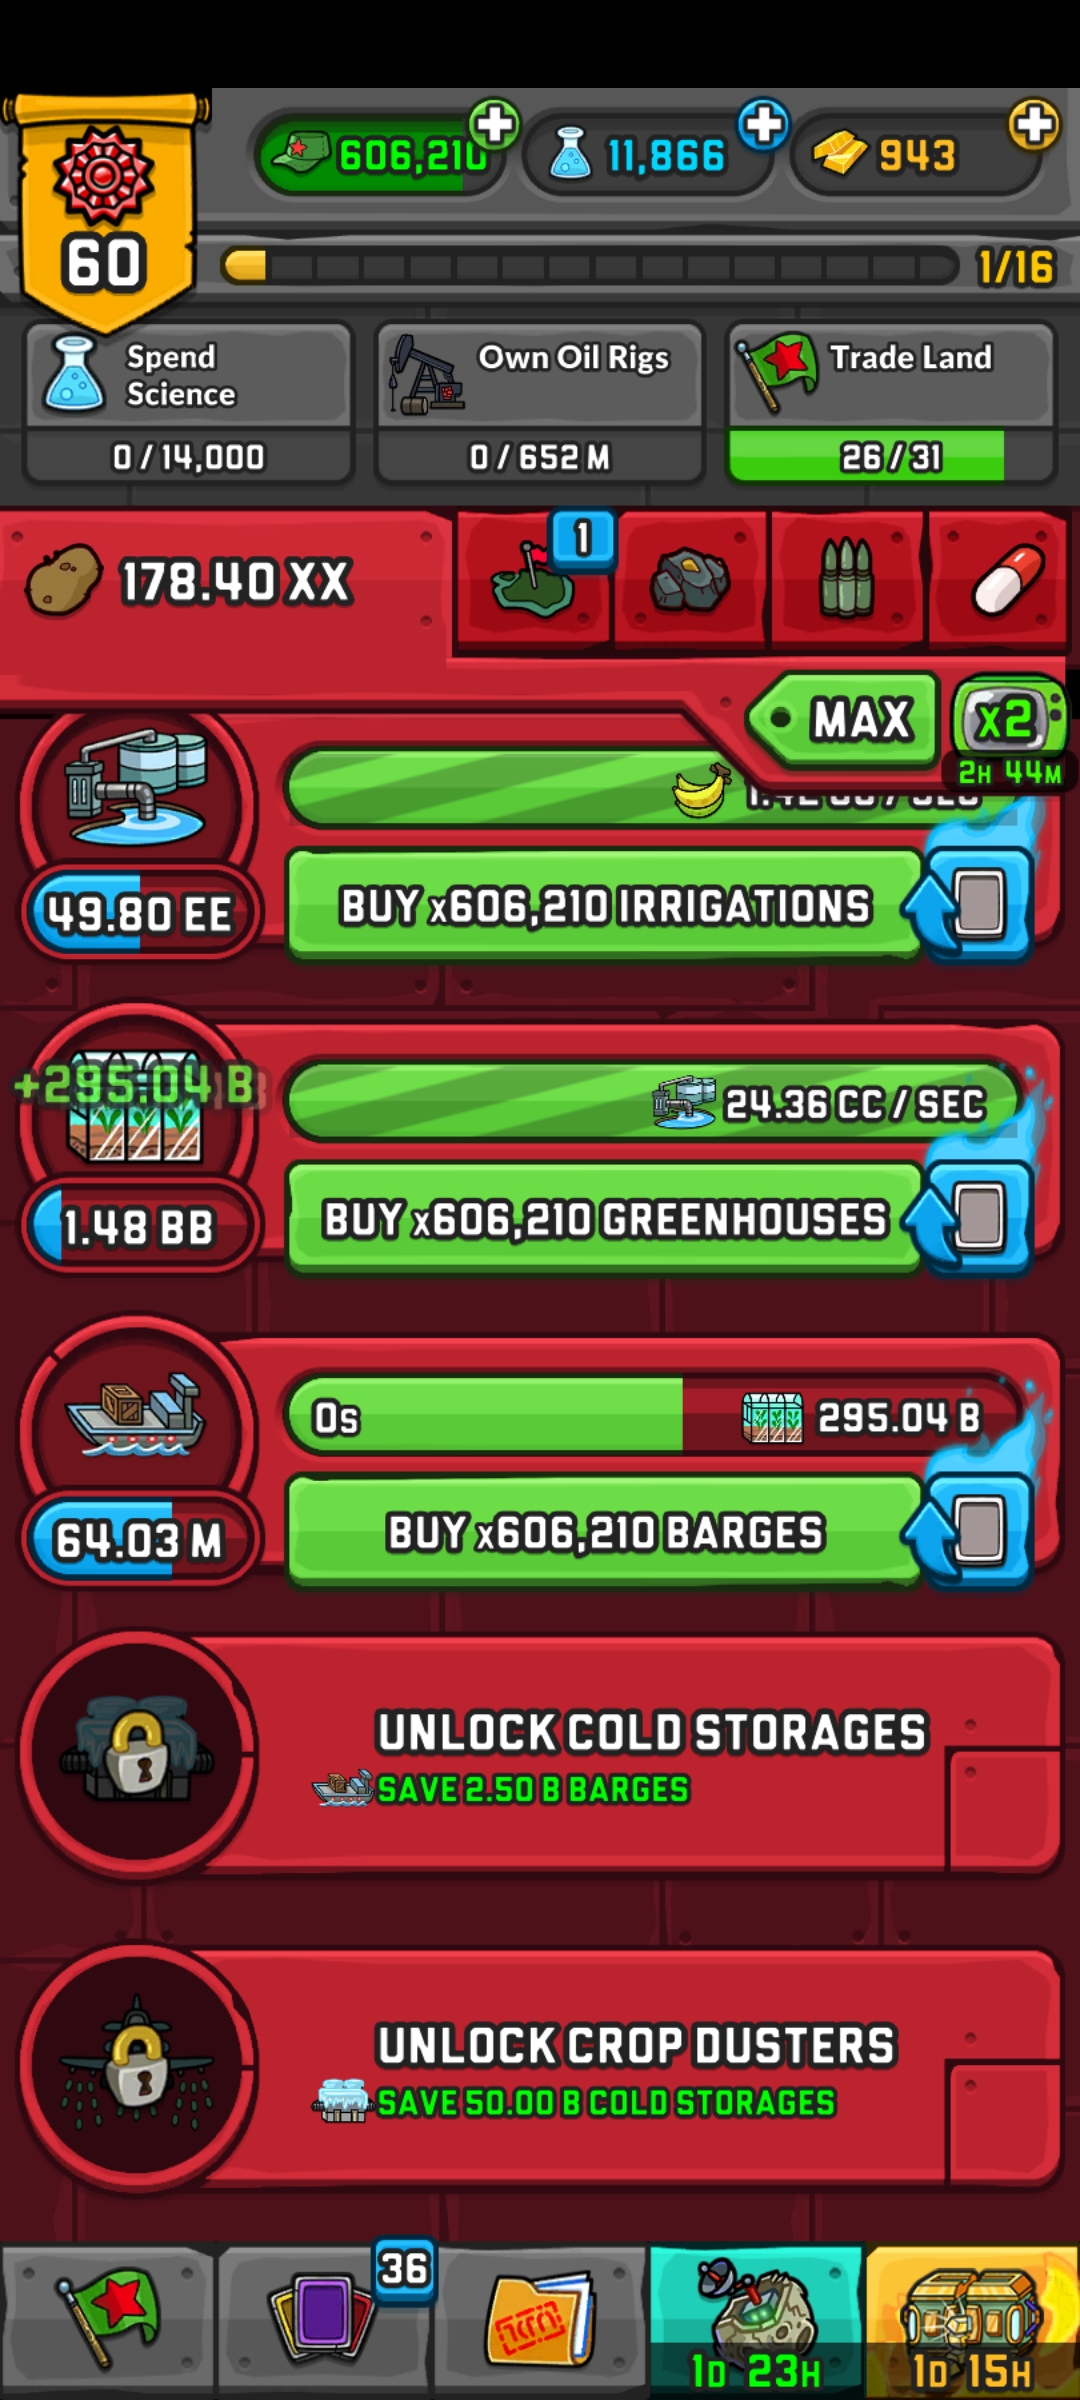 606,210
11,866
943
60
1/16
Spend
Science
Own Oil Rigs
Trade Land
0/14,000
0/652 M
26/31
178.40 XX
1
MAX
x2
2H 44M
49.80 EE
BUY x606,210 IRRIGATIONS
+295.04 B
24.36 CC / SEC
1.48 BB
BUY x606,210 GREENHOUSES
0s
295.04 B
64.03 M
BUY x606,210 BARGES
UNLOCK COLD STORAGES
SAVE 2.50 B BARGES
UNLOCK CROP DUSTERS
SAVE 50.00 B COLD STORAGES
36
1D 23H
1D 15H